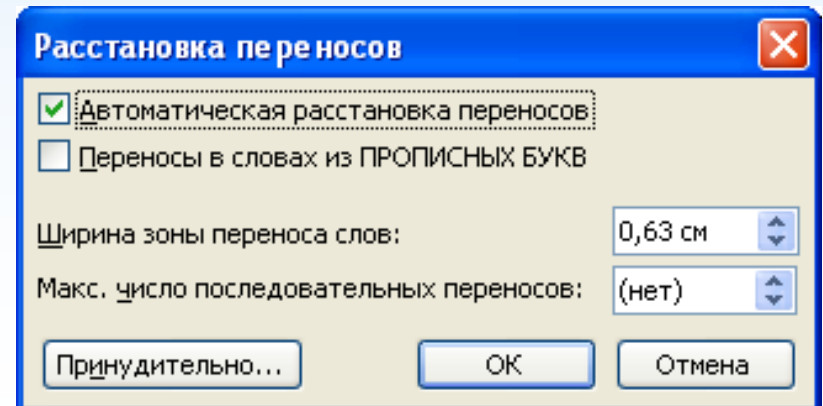 Расстановка переносов
Автоматическая расстановка переносов
Переносы в словах из ПРОПИСНЫХ БУКВ
Ширина зоны переноса слов: 0,63 см
Макс. число последовательных переносов: (нет)
Принудительно... ОК Отмена